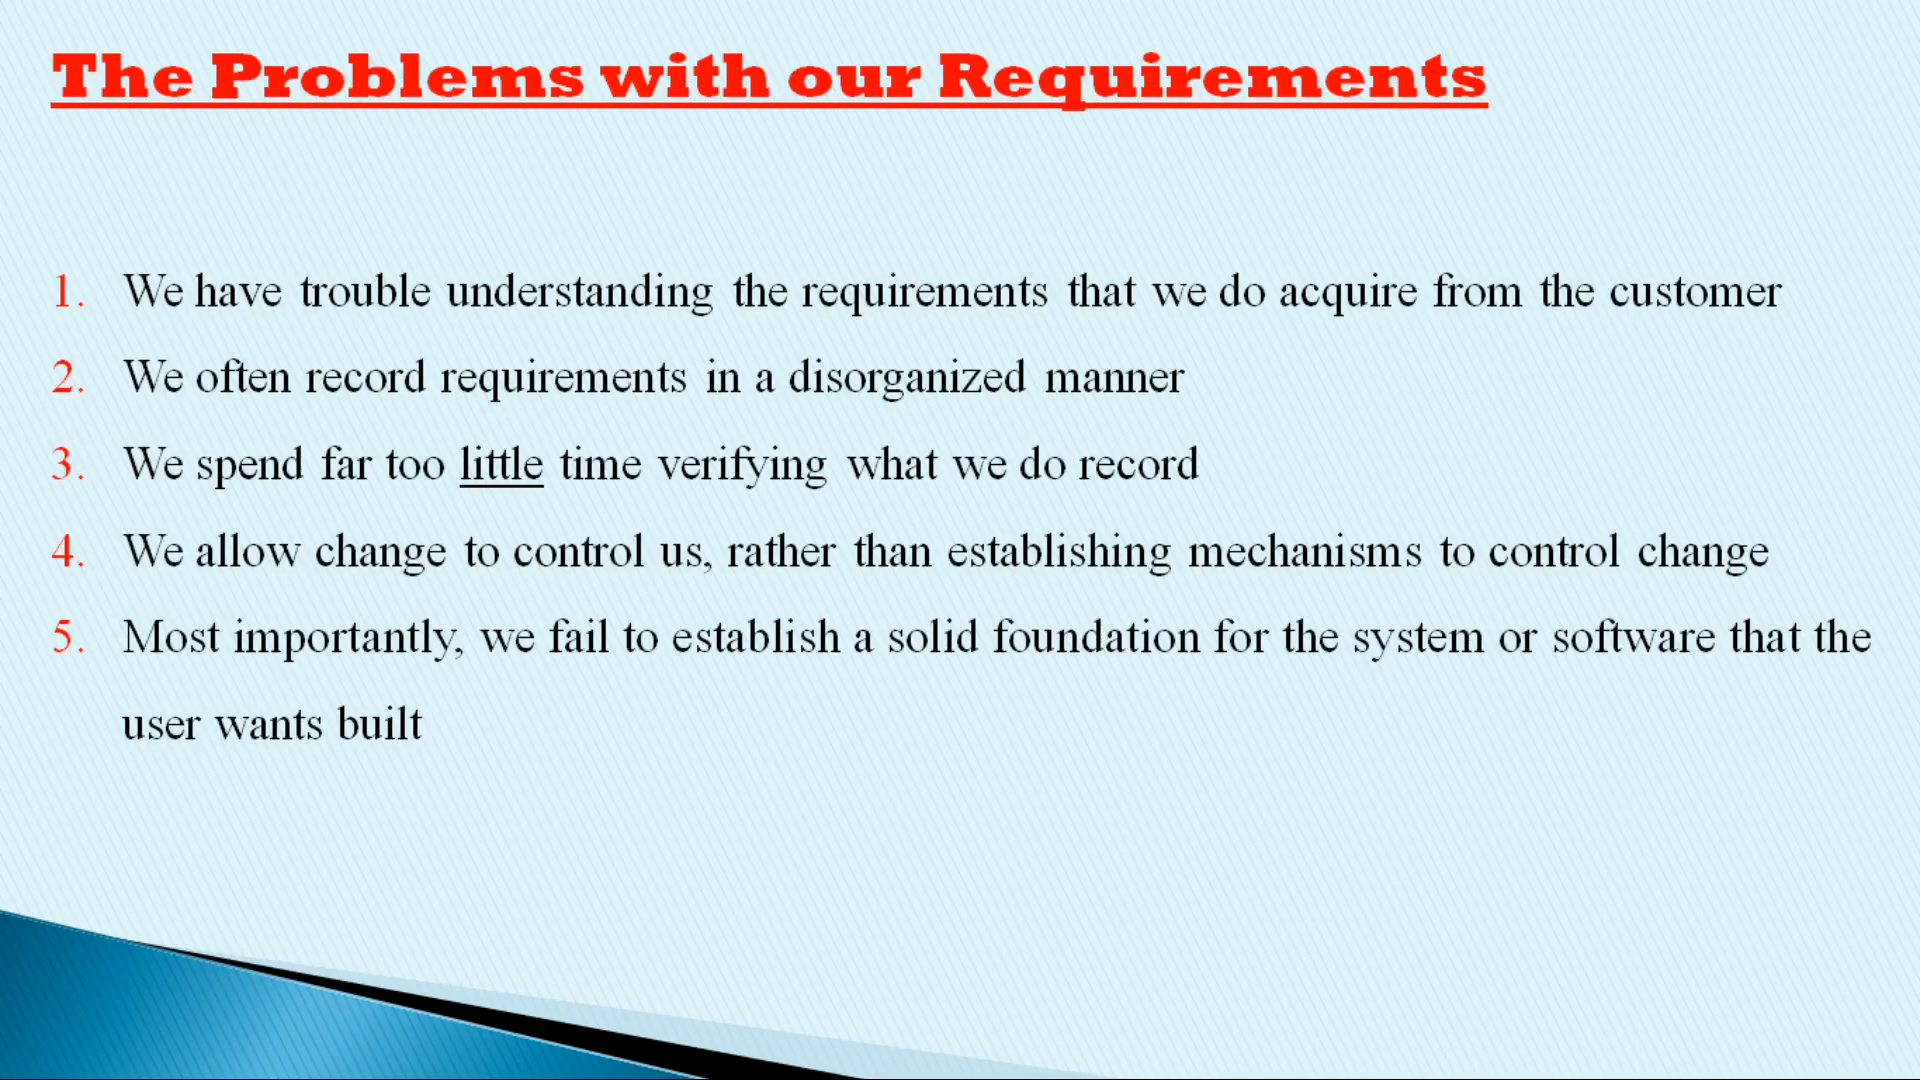 The Problems with our Requirements
1. We have trouble understanding the requirements that we do acquire from the customer
2. We often record requirements in a disorganized manner
3. We spend far too little time verifying what we do record
4. We allow change to control us, rather than establishing mechanisms to control change
5. Most importantly, we fail to establish a solid foundation for the system or software that the
user wants built